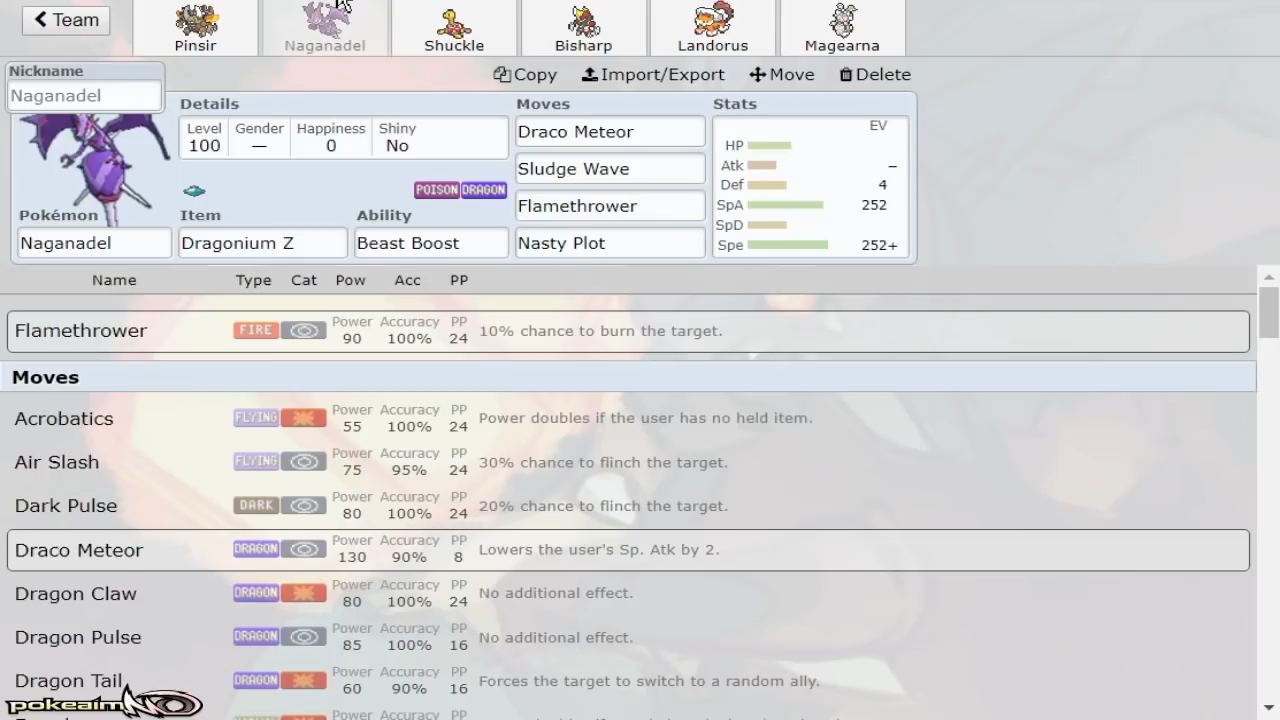 Team
Pinsir
Naganadel
Shuckle
Bisharp
Landorus
Magearna
Nickname
Naganadel
Copy Import/Export Move Delete
Details
Level 100
Gender —
Happiness 0
Shiny No
POISON DRAGON
Pokémon
Naganadel
Item
Dragonium Z
Ability
Beast Boost
Moves
Draco Meteor
Sludge Wave
Flamethrower
Nasty Plot
Stats
EV
HP
Atk –
Def 4
SpA 252
SpD
Spe 252+
Name Type Cat Pow Acc PP
Flamethrower FIRE Power 90 Accuracy 100% PP 24 10% chance to burn the target.
Moves
Acrobatics FLYING Power 55 Accuracy 100% PP 24 Power doubles if the user has no held item.
Air Slash FLYING Power 75 Accuracy 95% PP 24 30% chance to flinch the target.
Dark Pulse DARK Power 80 Accuracy 100% PP 24 20% chance to flinch the target.
Draco Meteor DRAGON Power 130 Accuracy 90% PP 8 Lowers the user's Sp. Atk by 2.
Dragon Claw DRAGON Power 80 Accuracy 100% PP 24 No additional effect.
Dragon Pulse DRAGON Power 85 Accuracy 100% PP 16 No additional effect.
Dragon Tail DRAGON Power 60 Accuracy 90% PP 16 Forces the target to switch to a random ally.
pokeaimMD